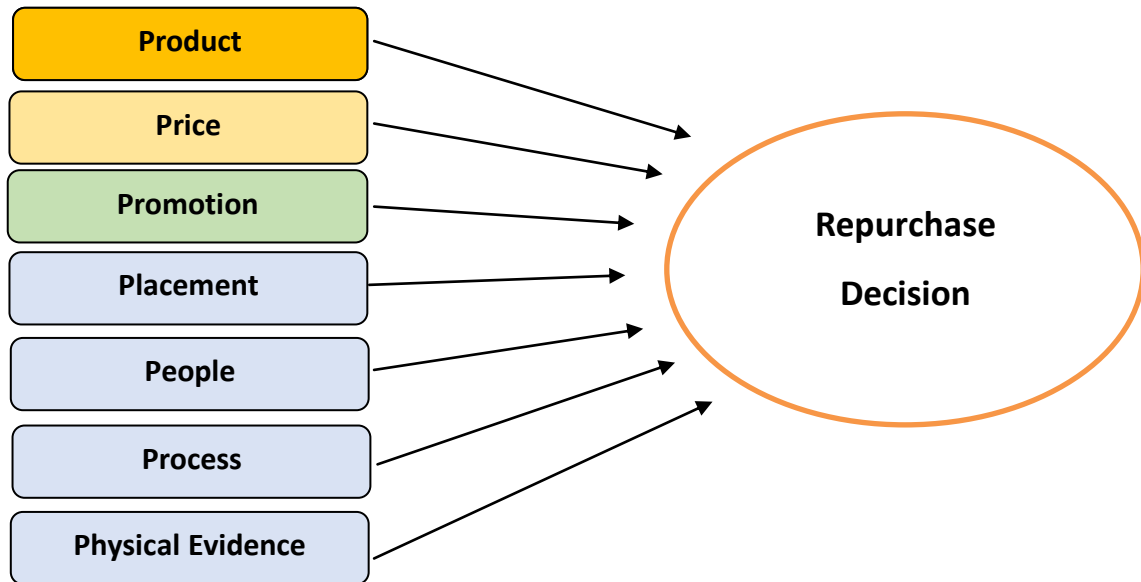 Product
Price
Promotion
Placement
People
Process
Physical Evidence
Repurchase
Decision